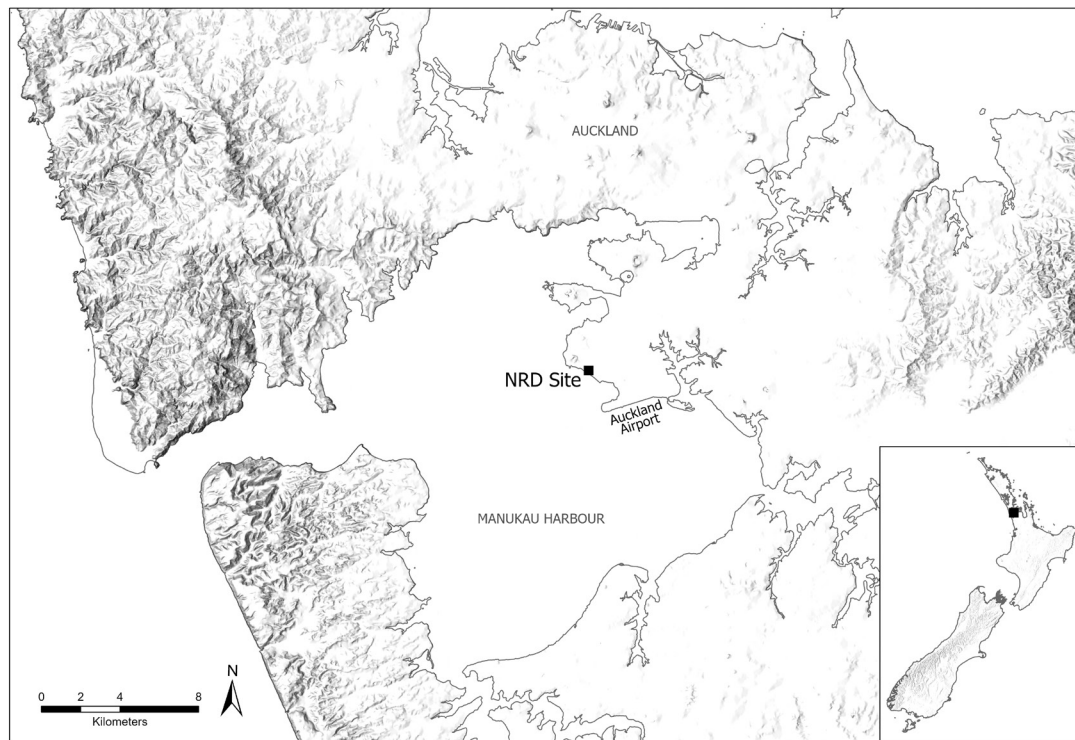 AUCKLAND
NRD Site
Auckland
Airport
MANUKAU HARBOUR
N
0 2 4 8
Kilometers